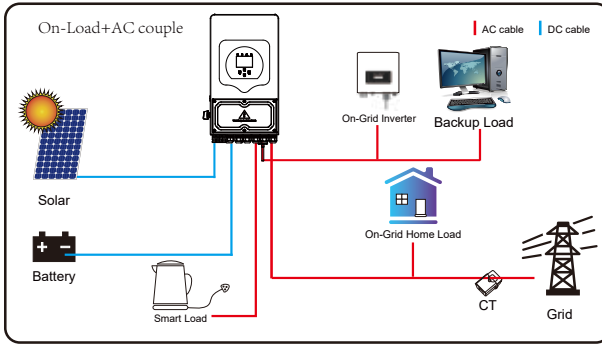 On-Load+AC couple
AC cable
DC cable
On-Grid Inverter
Backup Load
Solar
On-Grid Home Load
Battery
Smart Load
CT
Grid